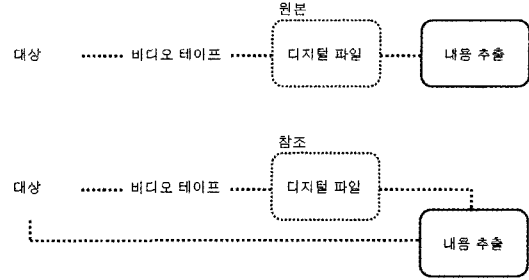 원본
대상 비디오 테이프 디지털 파일 내용 추출
참조
대상 비디오 테이프 디지털 파일
내용 추출